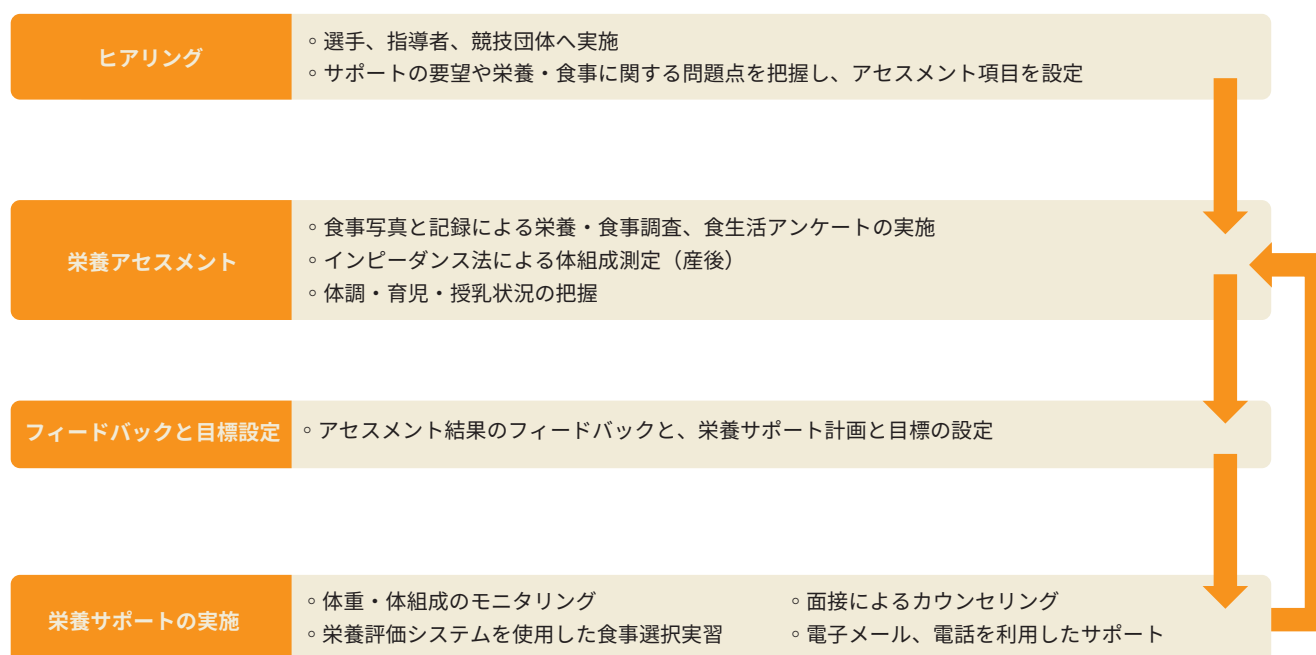 ヒアリング
◦選手、指導者、競技団体へ実施
◦サポートの要望や栄養・食事に関する問題点を把握し、アセスメント項目を設定
栄養アセスメント
◦食事写真と記録による栄養・食事調査、食生活アンケートの実施
◦インピーダンス法による体組成測定（産後）
◦体調・育児・授乳状況の把握
フィードバックと目標設定
◦アセスメント結果のフィードバックと、栄養サポート計画と目標の設定
栄養サポートの実施
◦体重・体組成のモニタリング
◦栄養評価システムを使用した食事選択実習
◦面接によるカウンセリング
◦電子メール、電話を利用したサポート